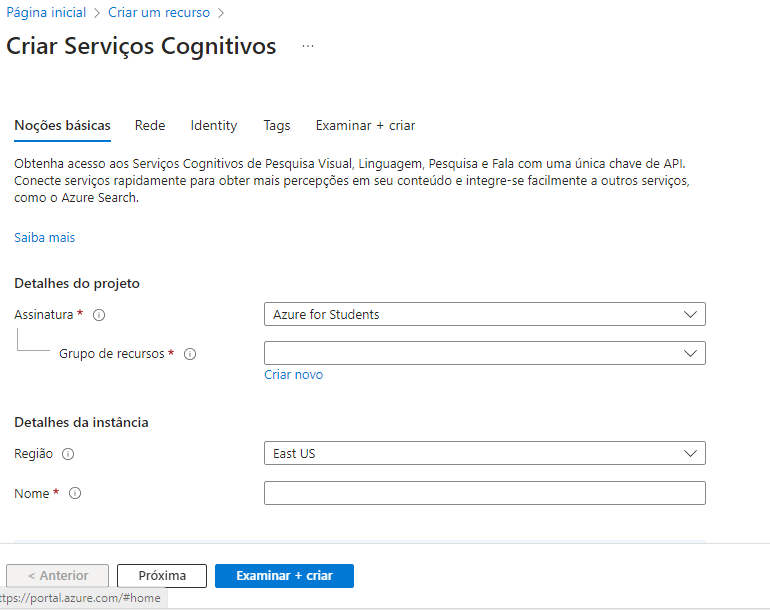 Página inicial > Criar um recurso >
Criar Serviços Cognitivos ...
Noções básicas Rede Identity Tags Examinar + criar
Obtenha acesso aos Serviços Cognitivos de Pesquisa Visual, Linguagem, Pesquisa e Fala com uma única chave de API.
Conecte serviços rapidamente para obter mais percepções em seu conteúdo e integre-se facilmente a outros serviços,
como o Azure Search.
Saiba mais
Detalhes do projeto
Assinatura * Azure for Students
Grupo de recursos *
Criar novo
Detalhes da instância
Região East US
Nome *
< Anterior Próxima Examinar + criar
ttps://portal.azure.com/#home